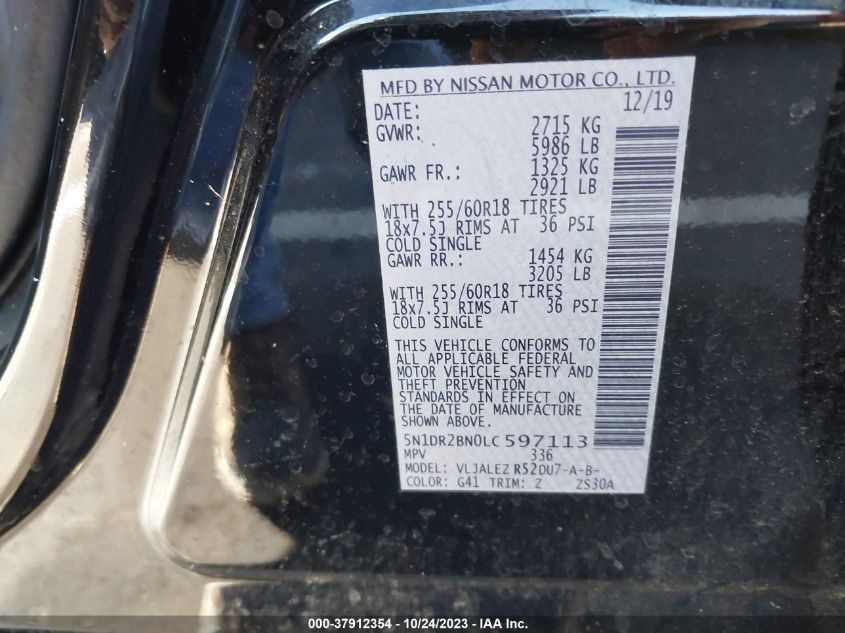 MFD BY NISSAN MOTOR CO., LTD.
DATE: 12/19
GVWR: 2715 KG
5986 LB
GAWR FR.: 1325 KG
2921 LB
WITH 255/60R18 TIRES
18x7.5J RIMS AT 36 PSI
COLD SINGLE
GAWR RR.: 1454 KG
3205 LB
WITH 255/60R18 TIRES
18x7.5J RIMS AT 36 PSI
COLD SINGLE
THIS VEHICLE CONFORMS TO
ALL APPLICABLE FEDERAL
MOTOR VEHICLE SAFETY AND
THEFT PREVENTION
STANDARDS IN EFFECT ON
THE DATE OF MANUFACTURE
SHOWN ABOVE.
5N1DR2BN0LC597113
MPV 336
MODEL: VLJALEZ R52DU7-A-B-
COLOR: G41 TRIM: Z ZS30A
000-37912354 - 10/24/2023 - IAAI Inc.